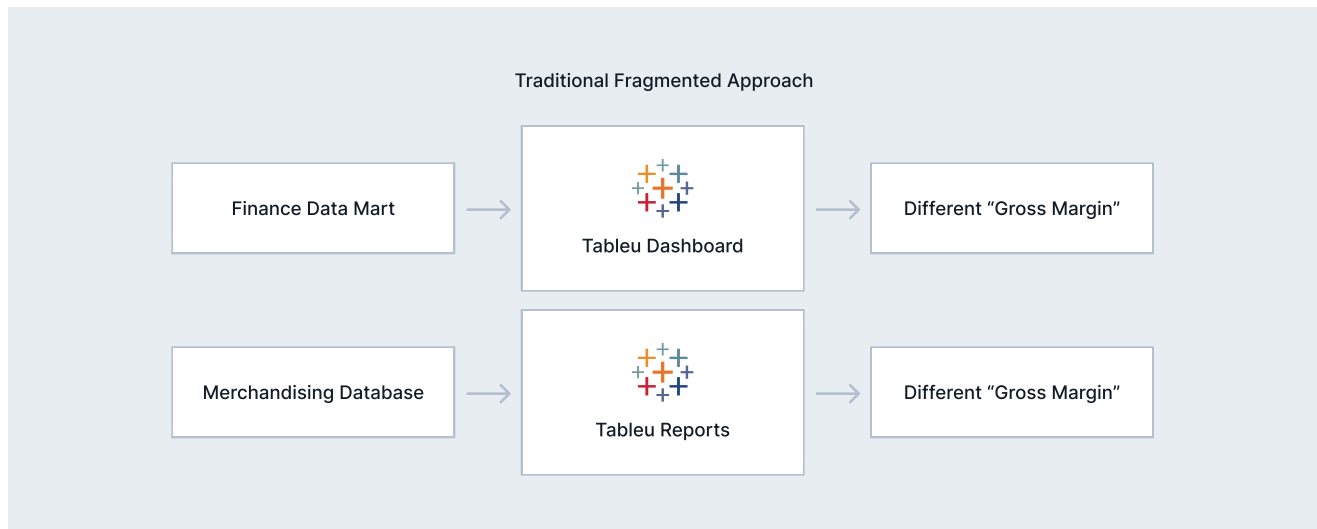 Traditional Fragmented Approach
Finance Data Mart
Tableu Dashboard
Different “Gross Margin”
Merchandising Database
Tableu Reports
Different “Gross Margin”